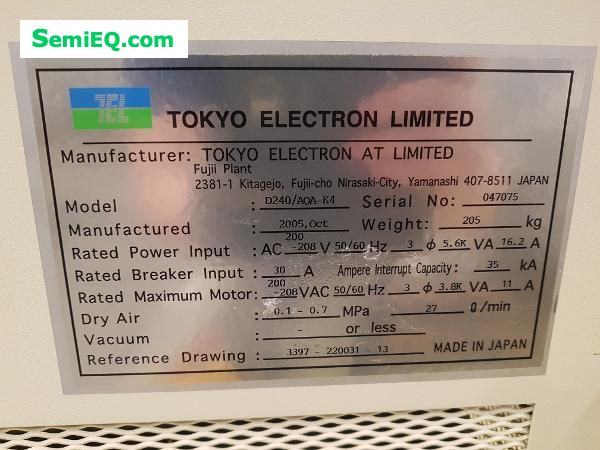 SemiEQ.com
TEL
TOKYO ELECTRON LIMITED
Manufacturer: TOKYO ELECTRON AT LIMITED
Fujii Plant
2381-1 Kitagejo, Fujii-cho Nirasaki-City, Yamanashi 407-8511 JAPAN
Model : D240/AQA-R4 Serial No: 047075
Manufactured : 2005,Oct Weight: 205 kg
Rated Power Input : AC 200-208 V 50/60 Hz 3 ϕ 5.6K VA 16.2 A
Rated Breaker Input : 30 A Ampere Interrupt Capacity: 35 kA
Rated Maximum Motor: 200-208 VAC 50/60 Hz 3 ϕ 3.8K VA 11 A
Dry Air : 0.1 - 0.7 MPa 27 ℓ/min
Vacuum : - or less
Reference Drawing : 3397 - 220031 - 13 MADE IN JAPAN